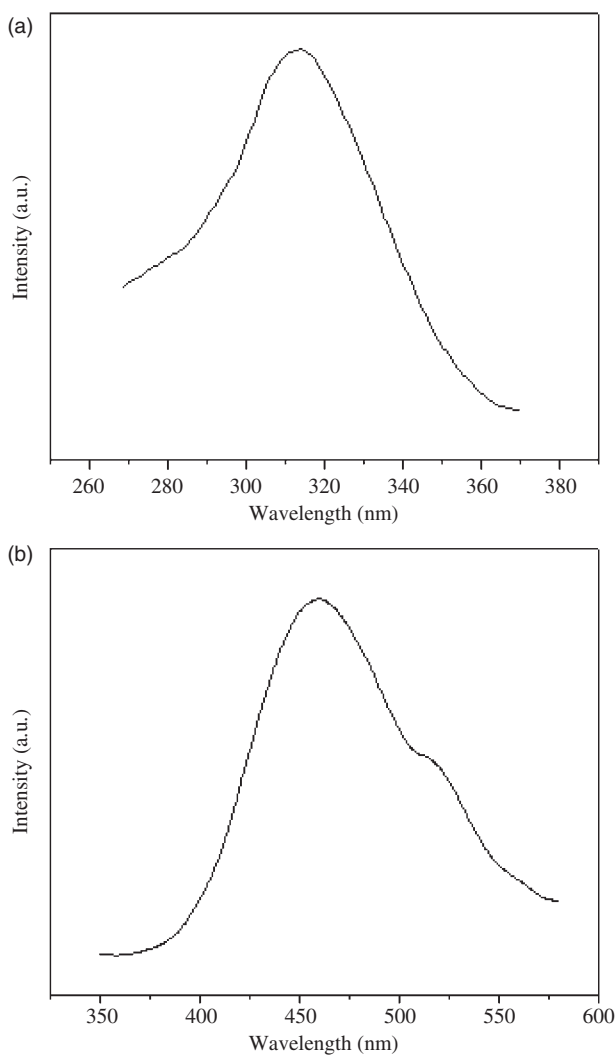 (a)
Intensity (a.u.)
260 280 300 320 340 360 380
Wavelength (nm)
(b)
Intensity (a.u.)
350 400 450 500 550 600
Wavelength (nm)